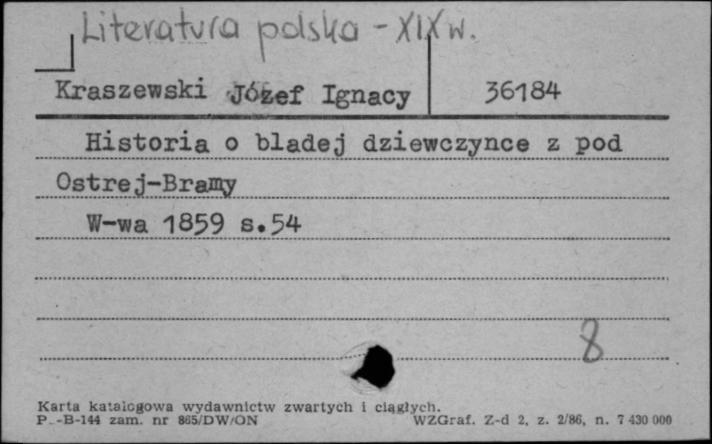 Literatura polska - XIX w.
Kraszewski Józef Ignacy 36184
Historia o bladej dziewczynce z pod
Ostrej-Bramy
W-wa 1859 s.54
8
Karta katalogowa wydawnictw zwartych i ciągłych.
P.-B-144 zam. nr 865/DW/ON WZGraf. Z-d 2, z. 2/86, n. 7 430 000